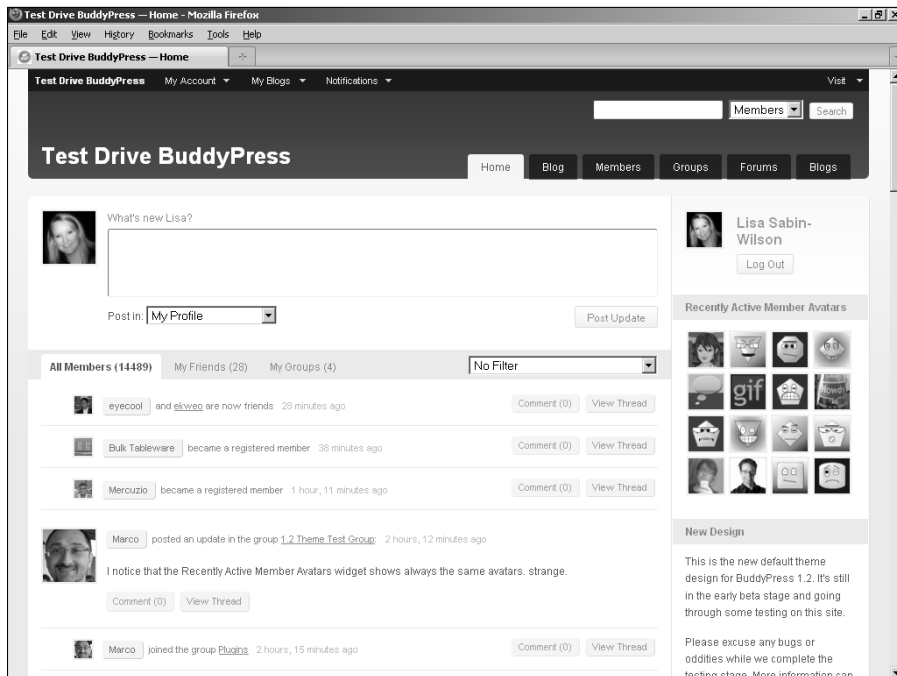 Test Drive BuddyPress — Home - Mozilla Firefox
File Edit View History Bookmarks Tools Help
Test Drive BuddyPress — Home
Test Drive BuddyPress My Account My Blogs Notifications Visit
Members Search
Test Drive BuddyPress
Home Blog Members Groups Forums Blogs
What's new Lisa?
Post in: My Profile
Post Update
Lisa Sabin-
Wilson
Log Out
Recently Active Member Avatars
gif
howdy
All Members (14489) My Friends (28) My Groups (4) No Filter
eyecool and ekweo are now friends 28 minutes ago Comment (0) View Thread
Bulk Tableware became a registered member 38 minutes ago Comment (0) View Thread
Mercuzio became a registered member 1 hour, 11 minutes ago Comment (0) View Thread
Marco posted an update in the group 1.2 Theme Test Group: 2 hours, 12 minutes ago
I notice that the Recently Active Member Avatars widget shows always the same avatars. strange.
Comment (0) View Thread
Marco joined the group Plugins 2 hours, 15 minutes ago Comment (0) View Thread
New Design
This is the new default theme
design for BuddyPress 1.2. It's still
in the early beta stage and going
through some testing on this site.
Please excuse any bugs or
oddities while we complete the
testing stage. More information can